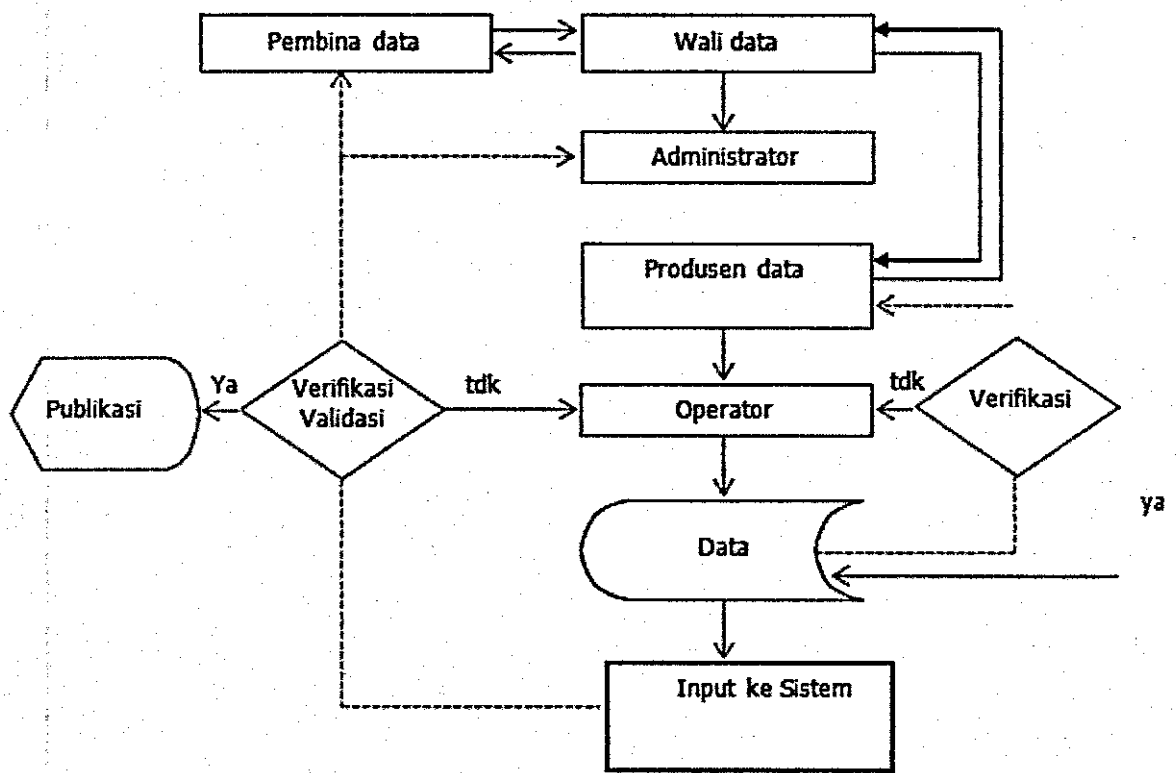 Pembina data
Wali data
Administrator
Produsen data
Publikasi
Ya
Verifikasi
Validasi
tdk
Operator
tdk
Verifikasi
Data
ya
Input ke Sistem